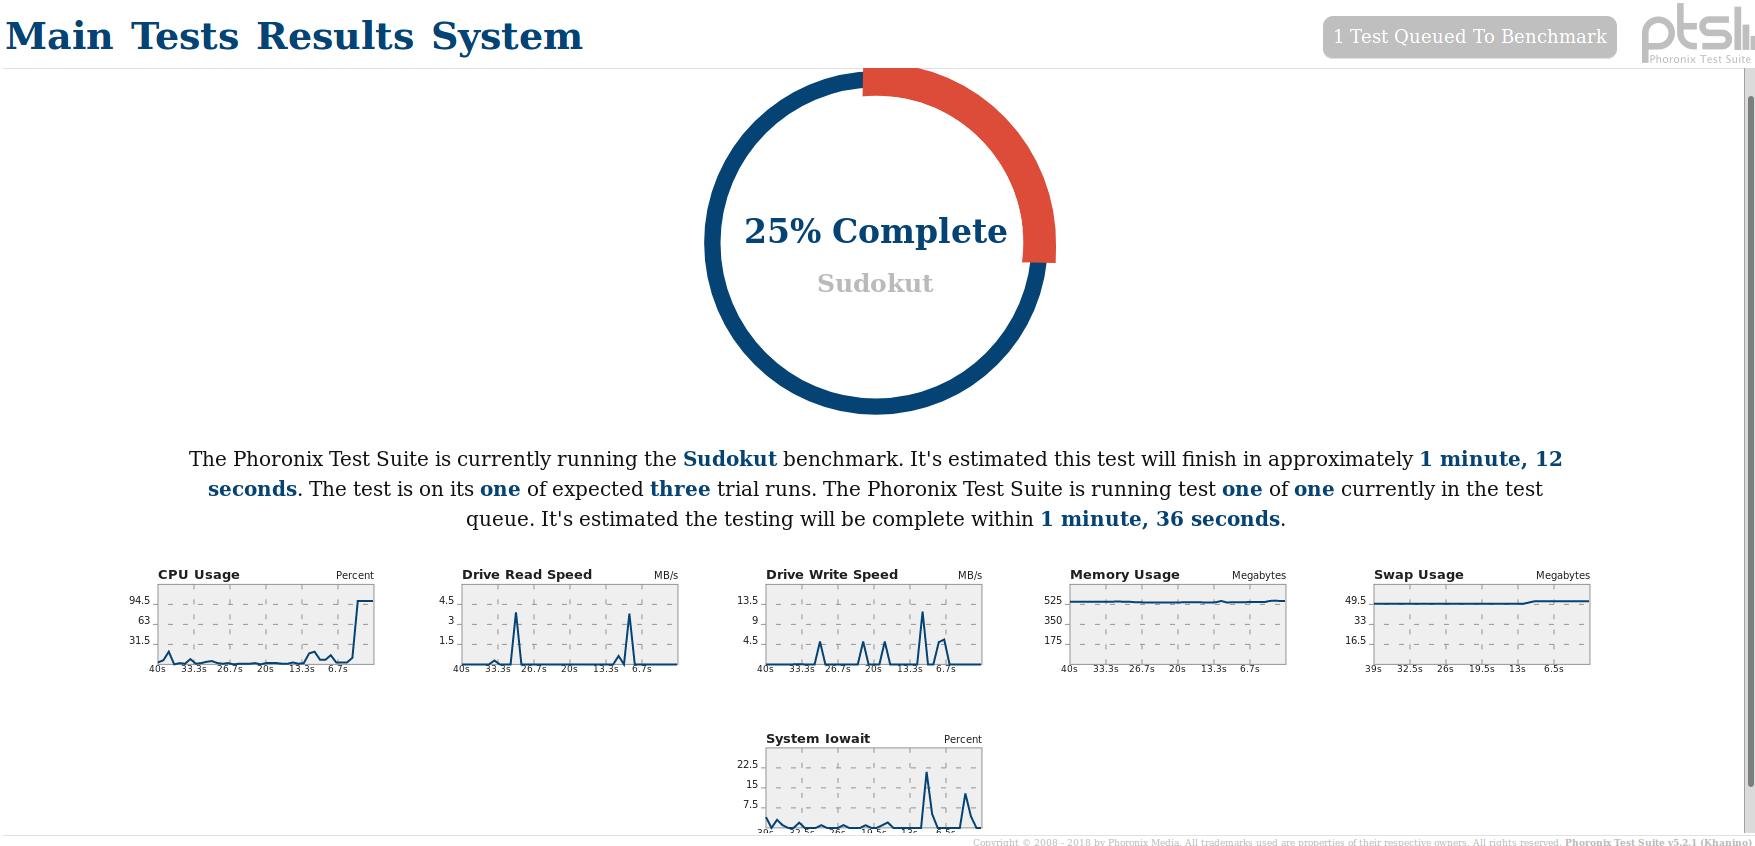 Main Tests Results System
1 Test Queued To Benchmark
ptsl
Phoronix Test Suite
25% Complete
Sudokut
The Phoronix Test Suite is currently running the Sudokut benchmark. It's estimated this test will finish in approximately 1 minute, 12
seconds. The test is on its one of expected three trial runs. The Phoronix Test Suite is running test one of one currently in the test
queue. It's estimated the testing will be complete within 1 minute, 36 seconds.
CPU Usage Percent
94.5
63
31.5
40s 33.3s 26.7s 20s 13.3s 6.7s
Drive Read Speed MB/s
4.5
3
1.5
40s 33.3s 26.7s 20s 13.3s 6.7s
Drive Write Speed MB/s
13.5
9
4.5
40s 33.3s 26.7s 20s 13.3s 6.7s
Memory Usage Megabytes
525
350
175
40s 33.3s 26.7s 20s 13.3s 6.7s
Swap Usage Megabytes
49.5
33
16.5
39s 32.5s 26s 19.5s 13s 6.5s
System Iowait Percent
22.5
15
7.5
39s 32.5s 26s 19.5s 13s 6.5s
Copyright © 2008 - 2018 by Phoronix Media. All trademarks used are properties of their respective owners. All rights reserved. Phoronix Test Suite v5.2.1 (Khanino)